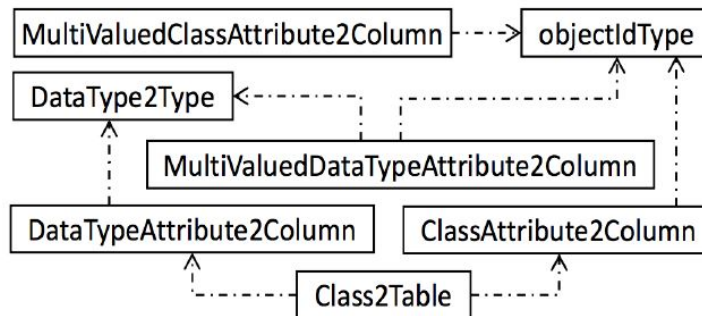 MultiValuedClassAttribute2Column
objectIdType
DataType2Type
MultiValuedDataTypeAttribute2Column
DataTypeAttribute2Column
ClassAttribute2Column
Class2Table